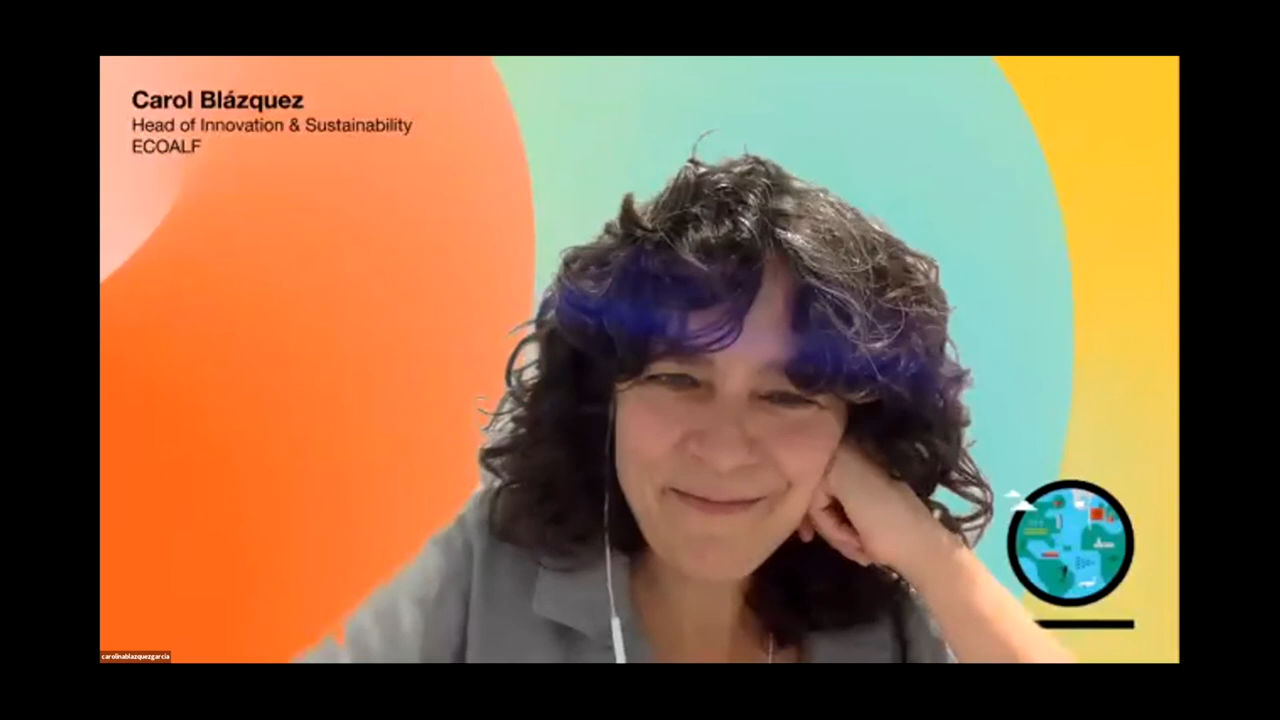 Carol Blázquez
Head of Innovation & Sustainability
ECOALF
carolinablazquezgarcia